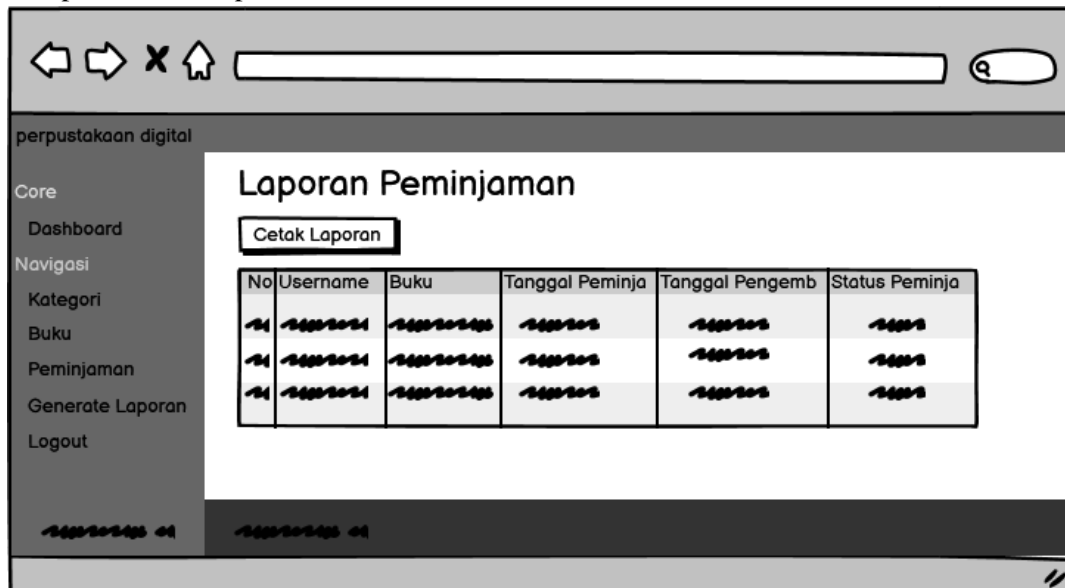 perpustakaan digital
Core
Dashboard
Navigasi
Kategori
Buku
Peminjaman
Generate Laporan
Logout
Laporan Peminjaman
Cetak Laporan
No Username Buku Tanggal Peminja Tanggal Pengemb Status Peminja